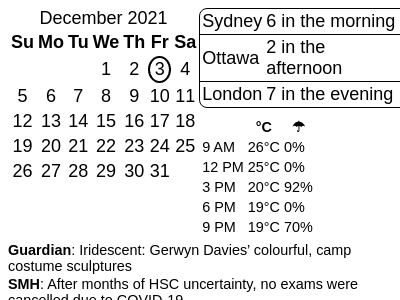 December 2021
Su Mo Tu We Th Fr Sa
1 2 3 4
5 6 7 8 9 10 11
12 13 14 15 16 17 18
19 20 21 22 23 24 25
26 27 28 29 30 31
Sydney 6 in the morning
Ottawa 2 in the
afternoon
London 7 in the evening
°C ☂
9 AM 26°C 0%
12 PM 25°C 0%
3 PM 20°C 92%
6 PM 19°C 0%
9 PM 19°C 70%
Guardian: Iridescent: Gerwyn Davies’ colourful, camp
costume sculptures
SMH: After months of HSC uncertainty, no exams were
cancelled due to COVID-19